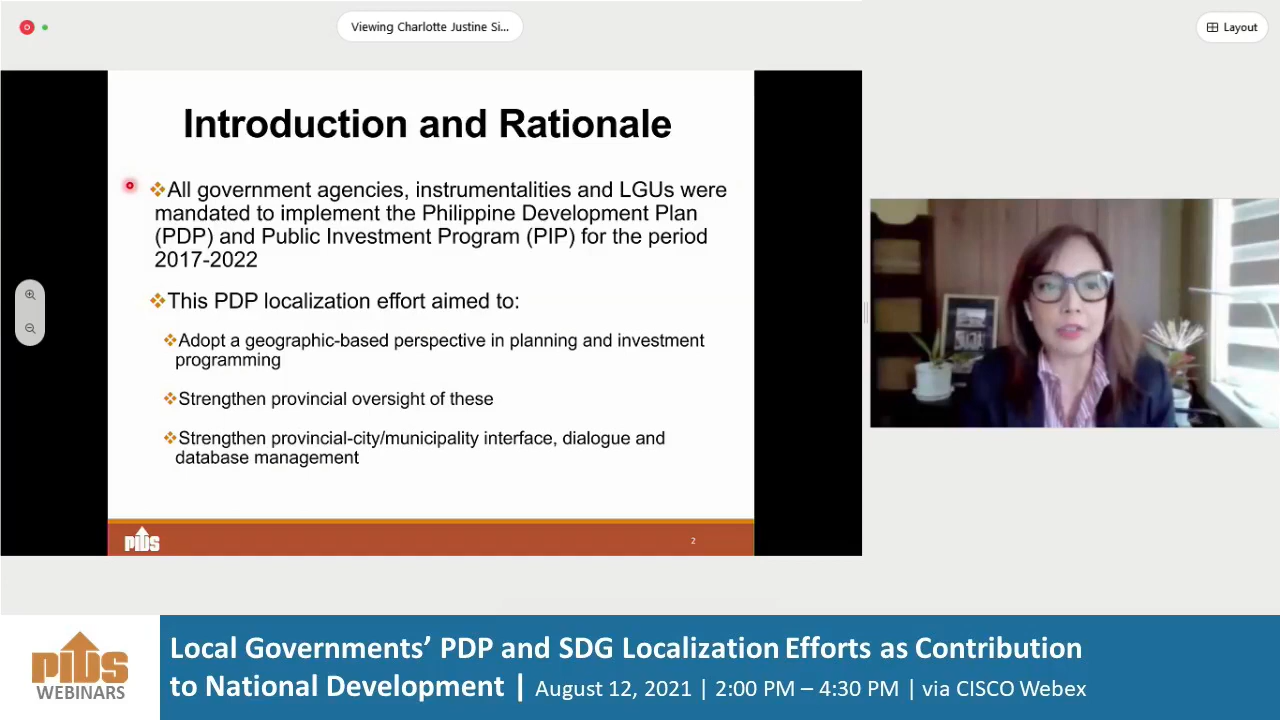 Viewing Charlotte Justine Si...
Layout
Introduction and Rationale
All government agencies, instrumentalities and LGUs were
mandated to implement the Philippine Development Plan
(PDP) and Public Investment Program (PIP) for the period
2017-2022
This PDP localization effort aimed to:
Adopt a geographic-based perspective in planning and investment
programming
Strengthen provincial oversight of these
Strengthen provincial-city/municipality interface, dialogue and
database management
PIDS
2
PIDS
WEBINARS
Local Governments' PDP and SDG Localization Efforts as Contribution
to National Development | August 12, 2021 | 2:00 PM – 4:30 PM | via CISCO Webex